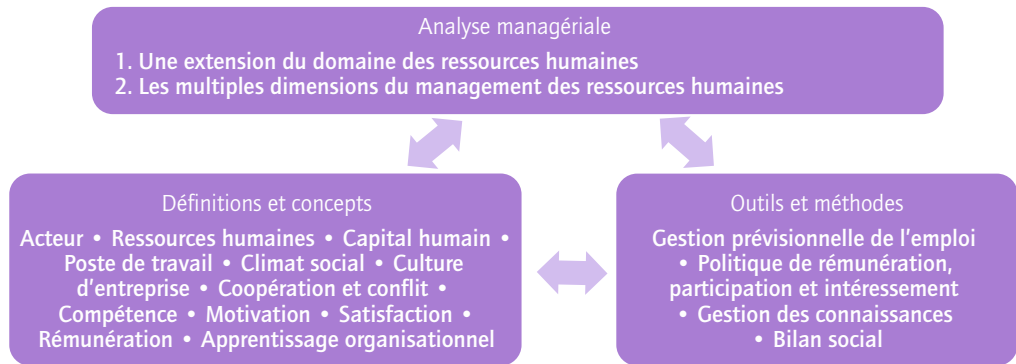 Analyse managériale
1. Une extension du domaine des ressources humaines
2. Les multiples dimensions du management des ressources humaines
Définitions et concepts
Acteur • Ressources humaines • Capital humain •
Poste de travail • Climat social • Culture
d'entreprise • Coopération et conflit •
Compétence • Motivation • Satisfaction •
Rémunération • Apprentissage organisationnel
Outils et méthodes
Gestion prévisionnelle de l'emploi
• Politique de rémunération,
participation et intéressement
• Gestion des connaissances
• Bilan social